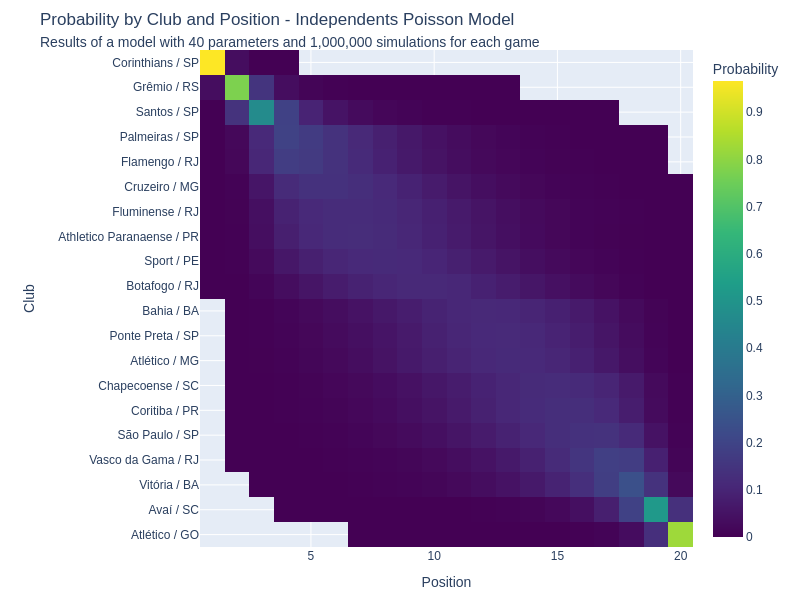 Probability by Club and Position - Independents Poisson Model
Results of a model with 40 parameters and 1,000,000 simulations for each game
Probability
Corinthians / SP
Grêmio / RS
Santos / SP
Palmeiras / SP
Flamengo / RJ
Cruzeiro / MG
Fluminense / RJ
Athletico Paranaense / PR
Sport / PE
Botafogo / RJ
Bahia / BA
Ponte Preta / SP
Atlético / MG
Chapecoense / SC
Coritiba / PR
São Paulo / SP
Vasco da Gama / RJ
Vitória / BA
Avaí / SC
Atlético / GO
Club
5
10
15
20
Position
0.9
0.8
0.7
0.6
0.5
0.4
0.3
0.2
0.1
0